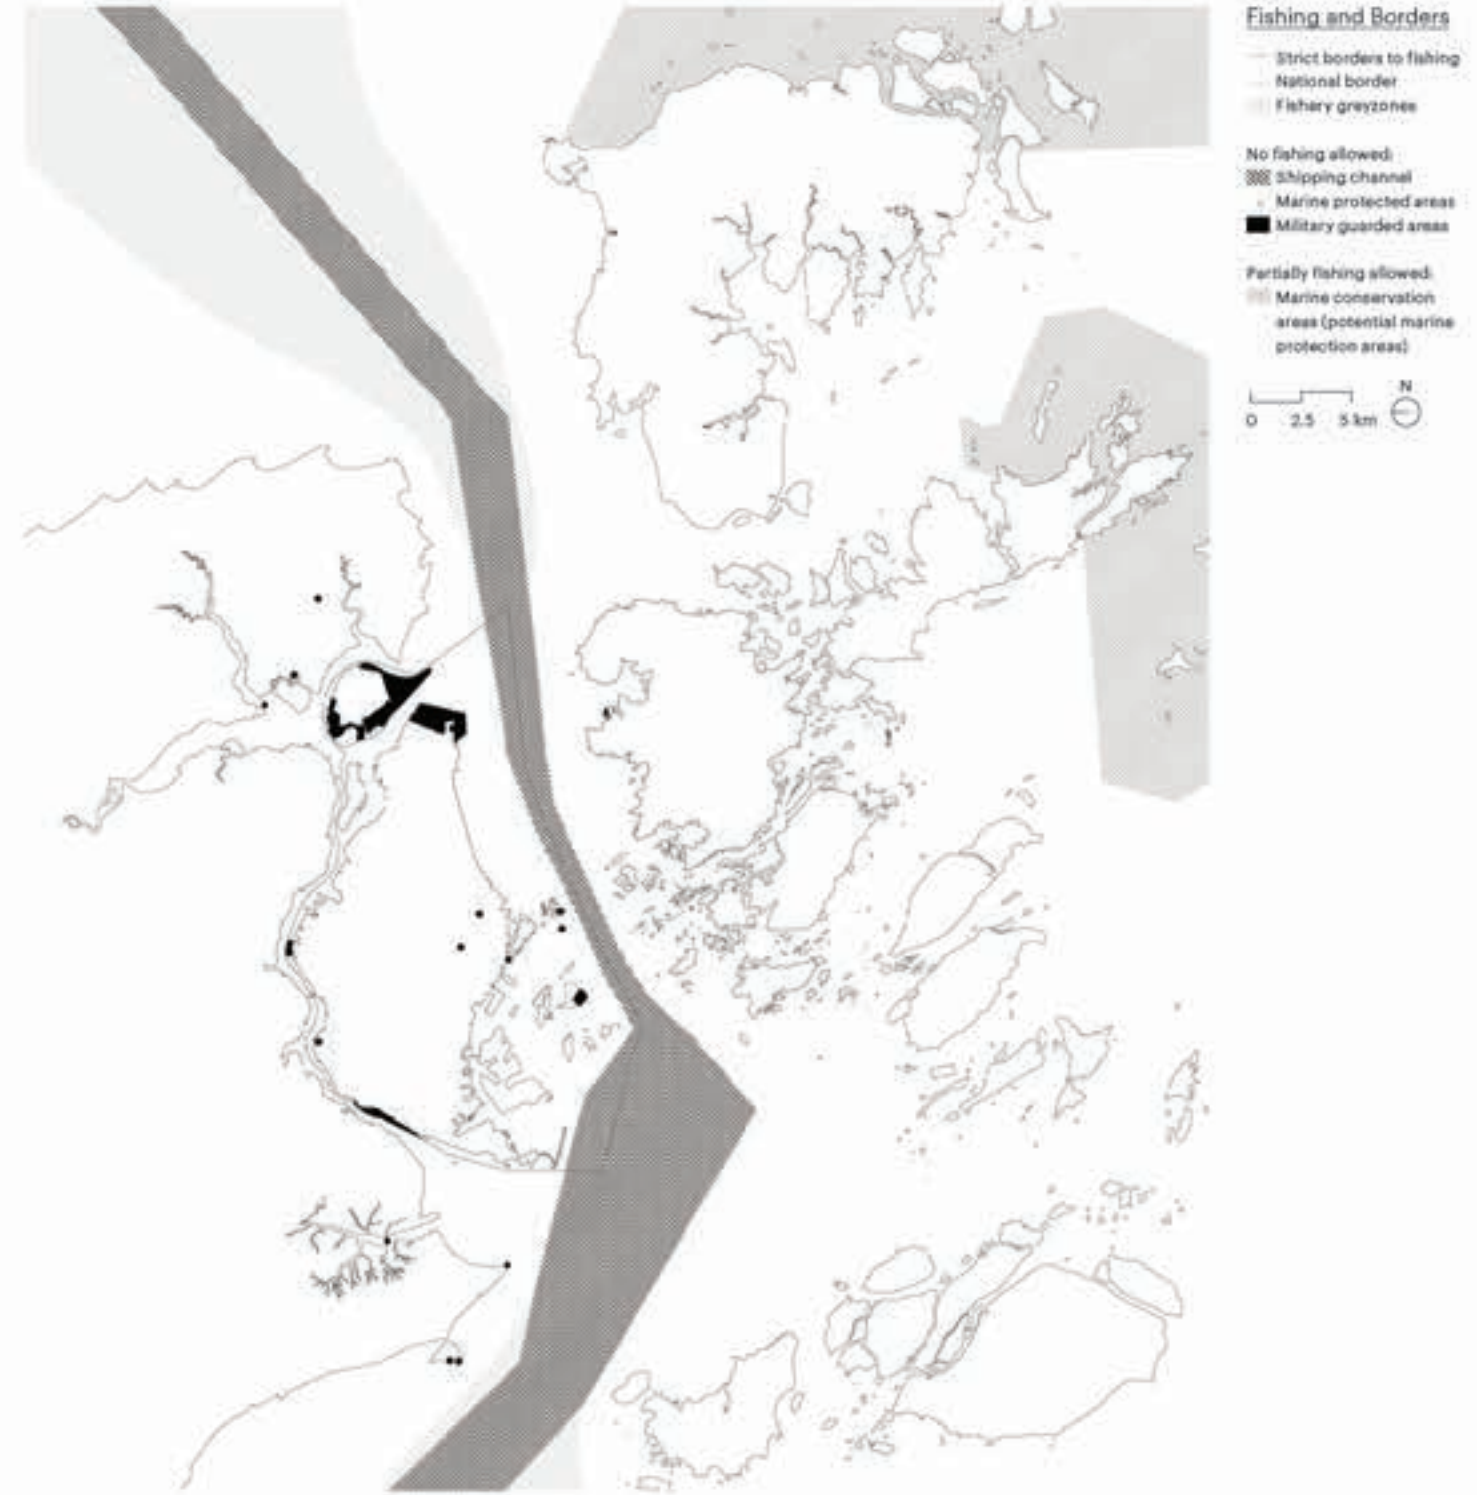 Fishing and Borders
Strict borders to fishing
National border
Fishery greyzones
No fishing allowed:
Shipping channel
Marine protected areas
Military guarded areas
Partially fishing allowed:
Marine conservation
areas (potential marine
protection areas)
N
0 2.5 5 km